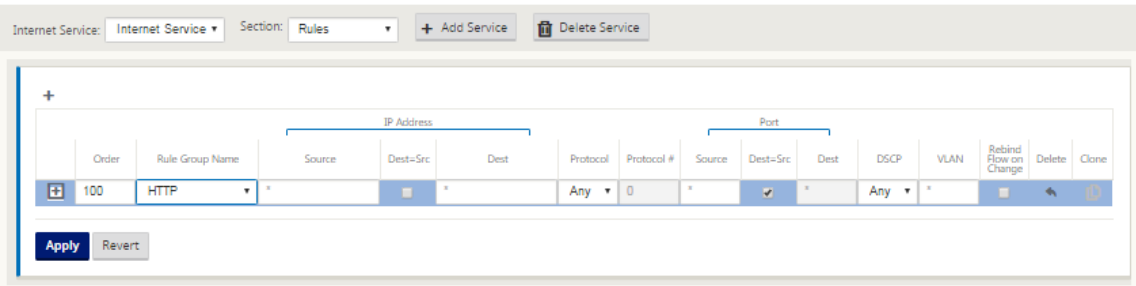 Internet Service: Internet Service Section: Rules + Add Service Delete Service
+
IP Address Port
Order Rule Group Name Source Dest=Src Dest Protocol Protocol # Source Dest=Src Dest DSCP VLAN Rebind Flow on Change Delete Clone
100 HTTP * * Any 0 * * Any *
Apply Revert